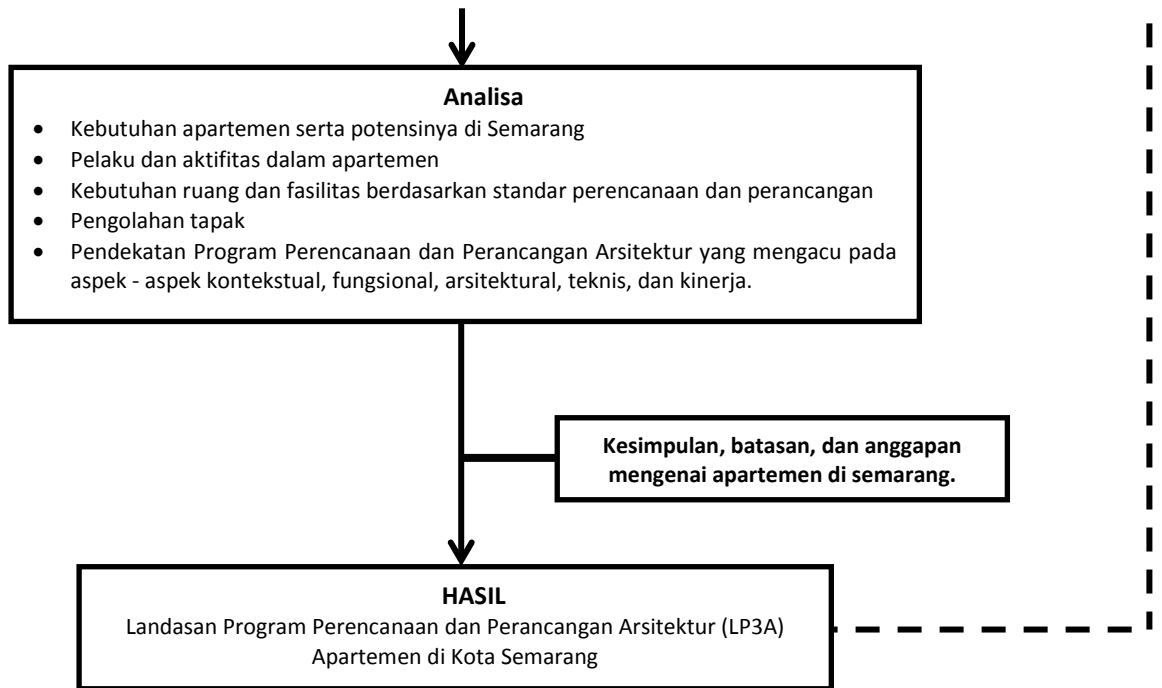 Analisa
• Kebutuhan apartemen serta potensinya di Semarang
• Pelaku dan aktifitas dalam apartemen
• Kebutuhan ruang dan fasilitas berdasarkan standar perencanaan dan perancangan
• Pengolahan tapak
• Pendekatan Program Perencanaan dan Perancangan Arsitektur yang mengacu pada
aspek - aspek kontekstual, fungsional, arsitektural, teknis, dan kinerja.
Kesimpulan, batasan, dan anggapan
mengenai apartemen di semarang.
HASIL
Landasan Program Perencanaan dan Perancangan Arsitektur (LP3A)
Apartemen di Kota Semarang